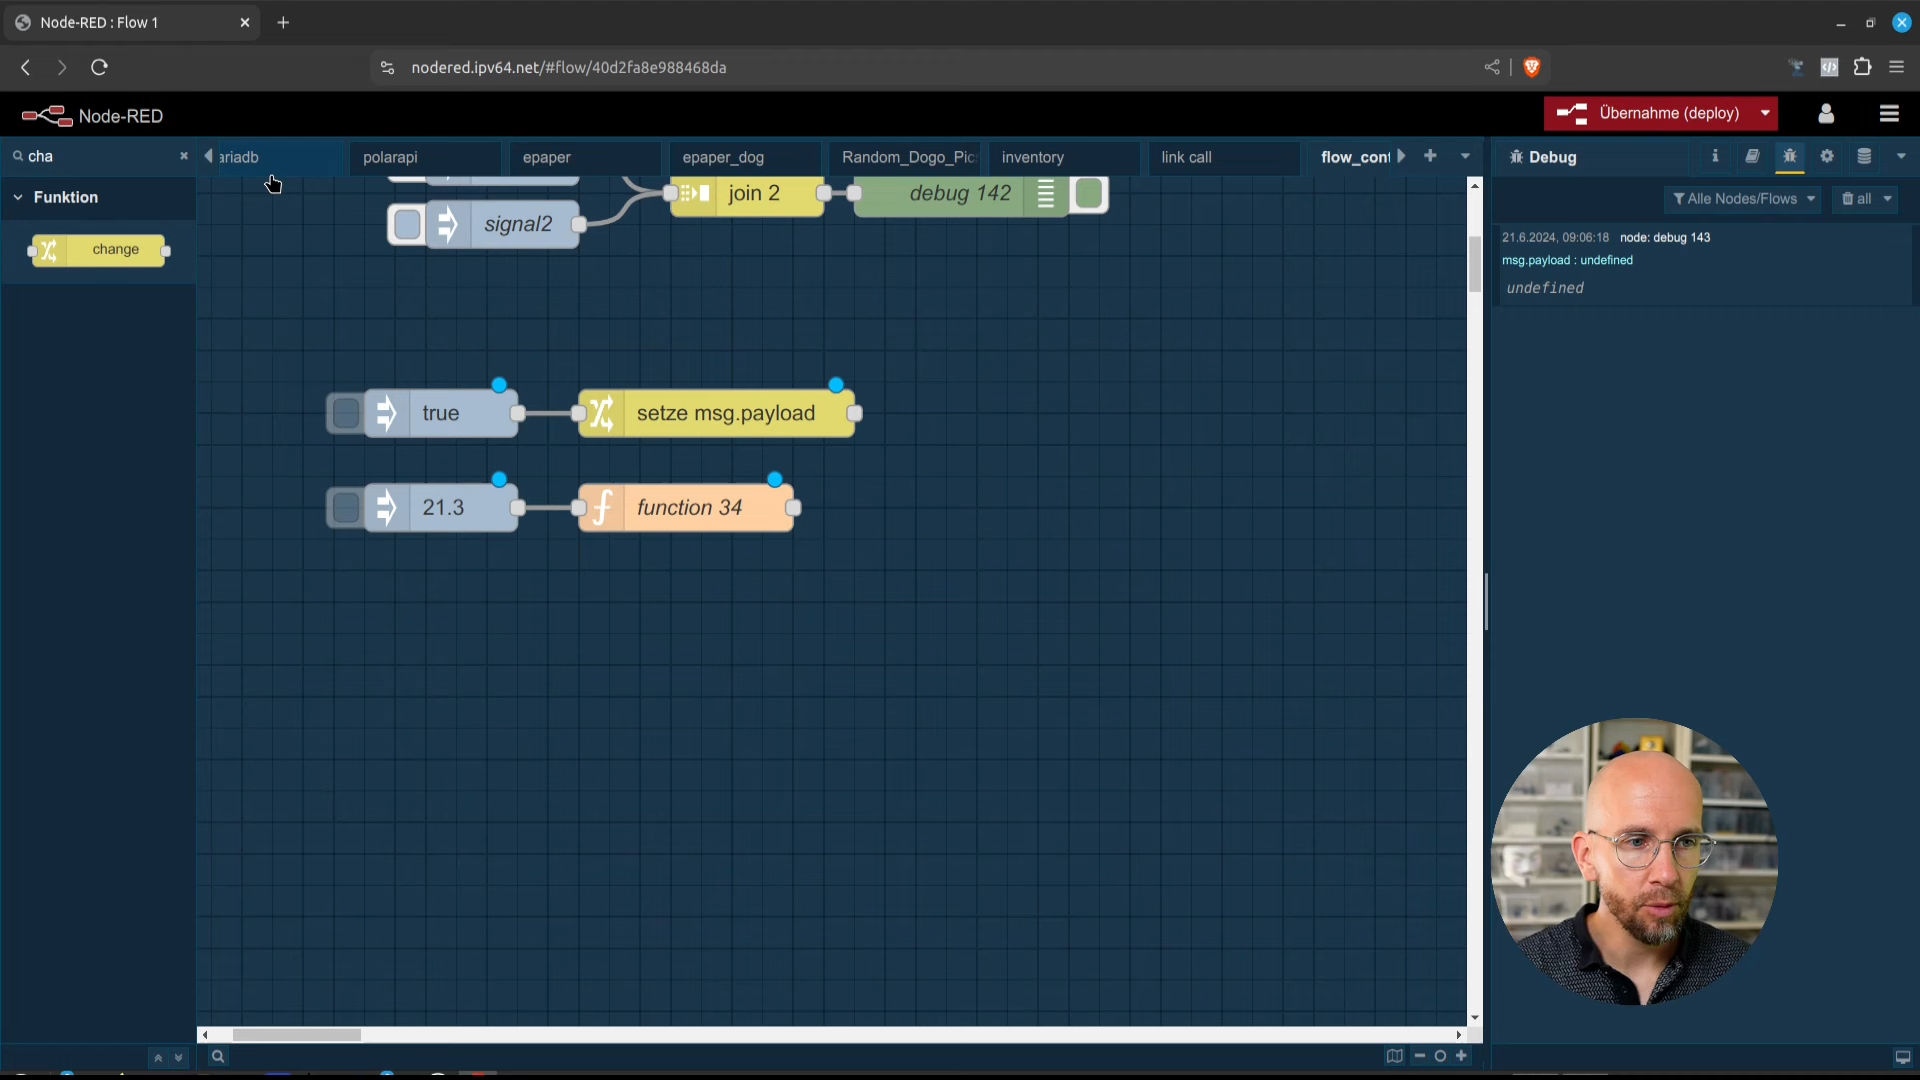 Node-RED : Flow 1
nodered.ipv64.net/#flow/40d2fa8e988468da
Node-RED
Übernahme (deploy)
cha
ariadb
polarapi
epaper
epaper_dog
Random_Dogo_Pic
inventory
link call
flow_cont
Debug
Funktion
change
join 2
debug 142
signal2
Alle Nodes/Flows
all
21.6.2024, 09:06:18 node: debug 143
msg.payload : undefined
undefined
true
setze msg.payload
21.3
function 34